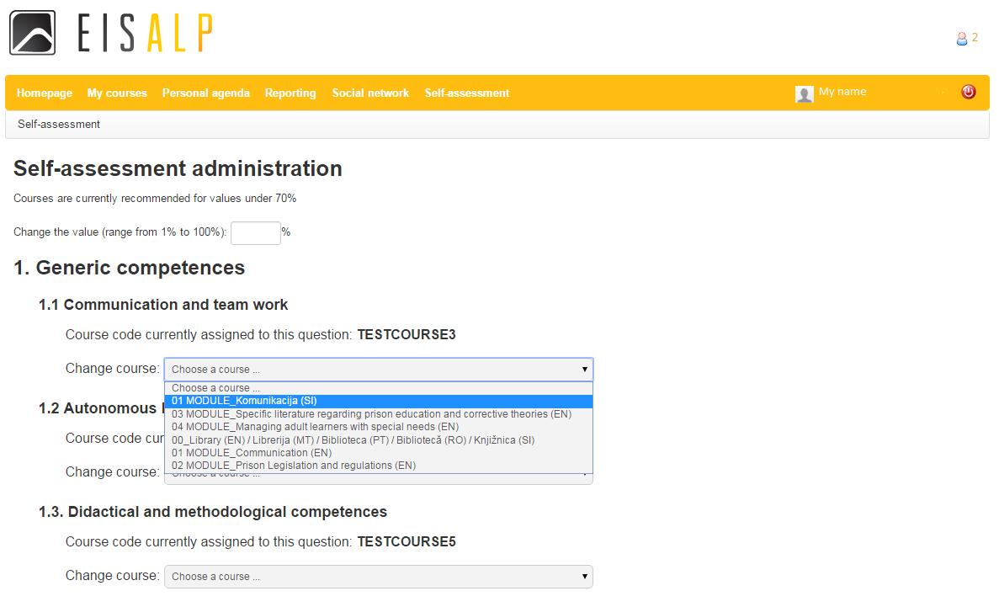 EISALP
2
Homepage My courses Personal agenda Reporting Social network Self-assessment My name
Self-assessment
Self-assessment administration
Courses are currently recommended for values under 70%
Change the value (range from 1% to 100%): %
1. Generic competences
1.1 Communication and team work
Course code currently assigned to this question: TESTCOURSE3
Change course: Choose a course ...
Choose a course ...
01 MODULE_Komunikacija (SI)
03 MODULE_Specific literature regarding prison education and corrective theories (EN)
04 MODULE_Managing adult learners with special needs (EN)
00_Library (EN) / Librerija (MT) / Biblioteca (PT) / Bibliotecă (RO) / Knjižnica (SI)
01 MODULE_Communication (EN)
02 MODULE_Prison Legislation and regulations (EN)
1.2 Autonomous
Course code
Change course: Choose a course ...
1.3. Didactical and methodological competences
Course code currently assigned to this question: TESTCOURSE5
Change course: Choose a course ...